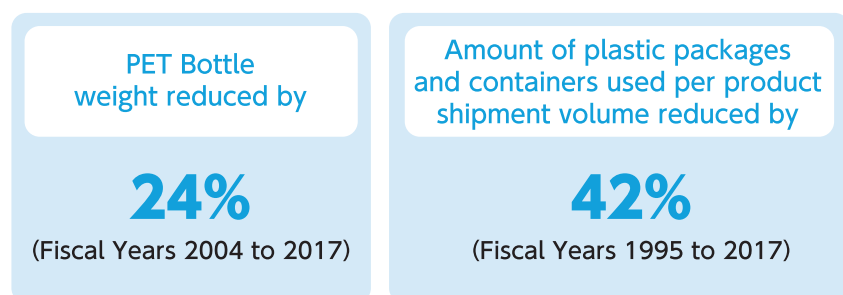 PET Bottle
weight reduced by
24%
(Fiscal Years 2004 to 2017)
Amount of plastic packages
and containers used per product
shipment volume reduced by
42%
(Fiscal Years 1995 to 2017)